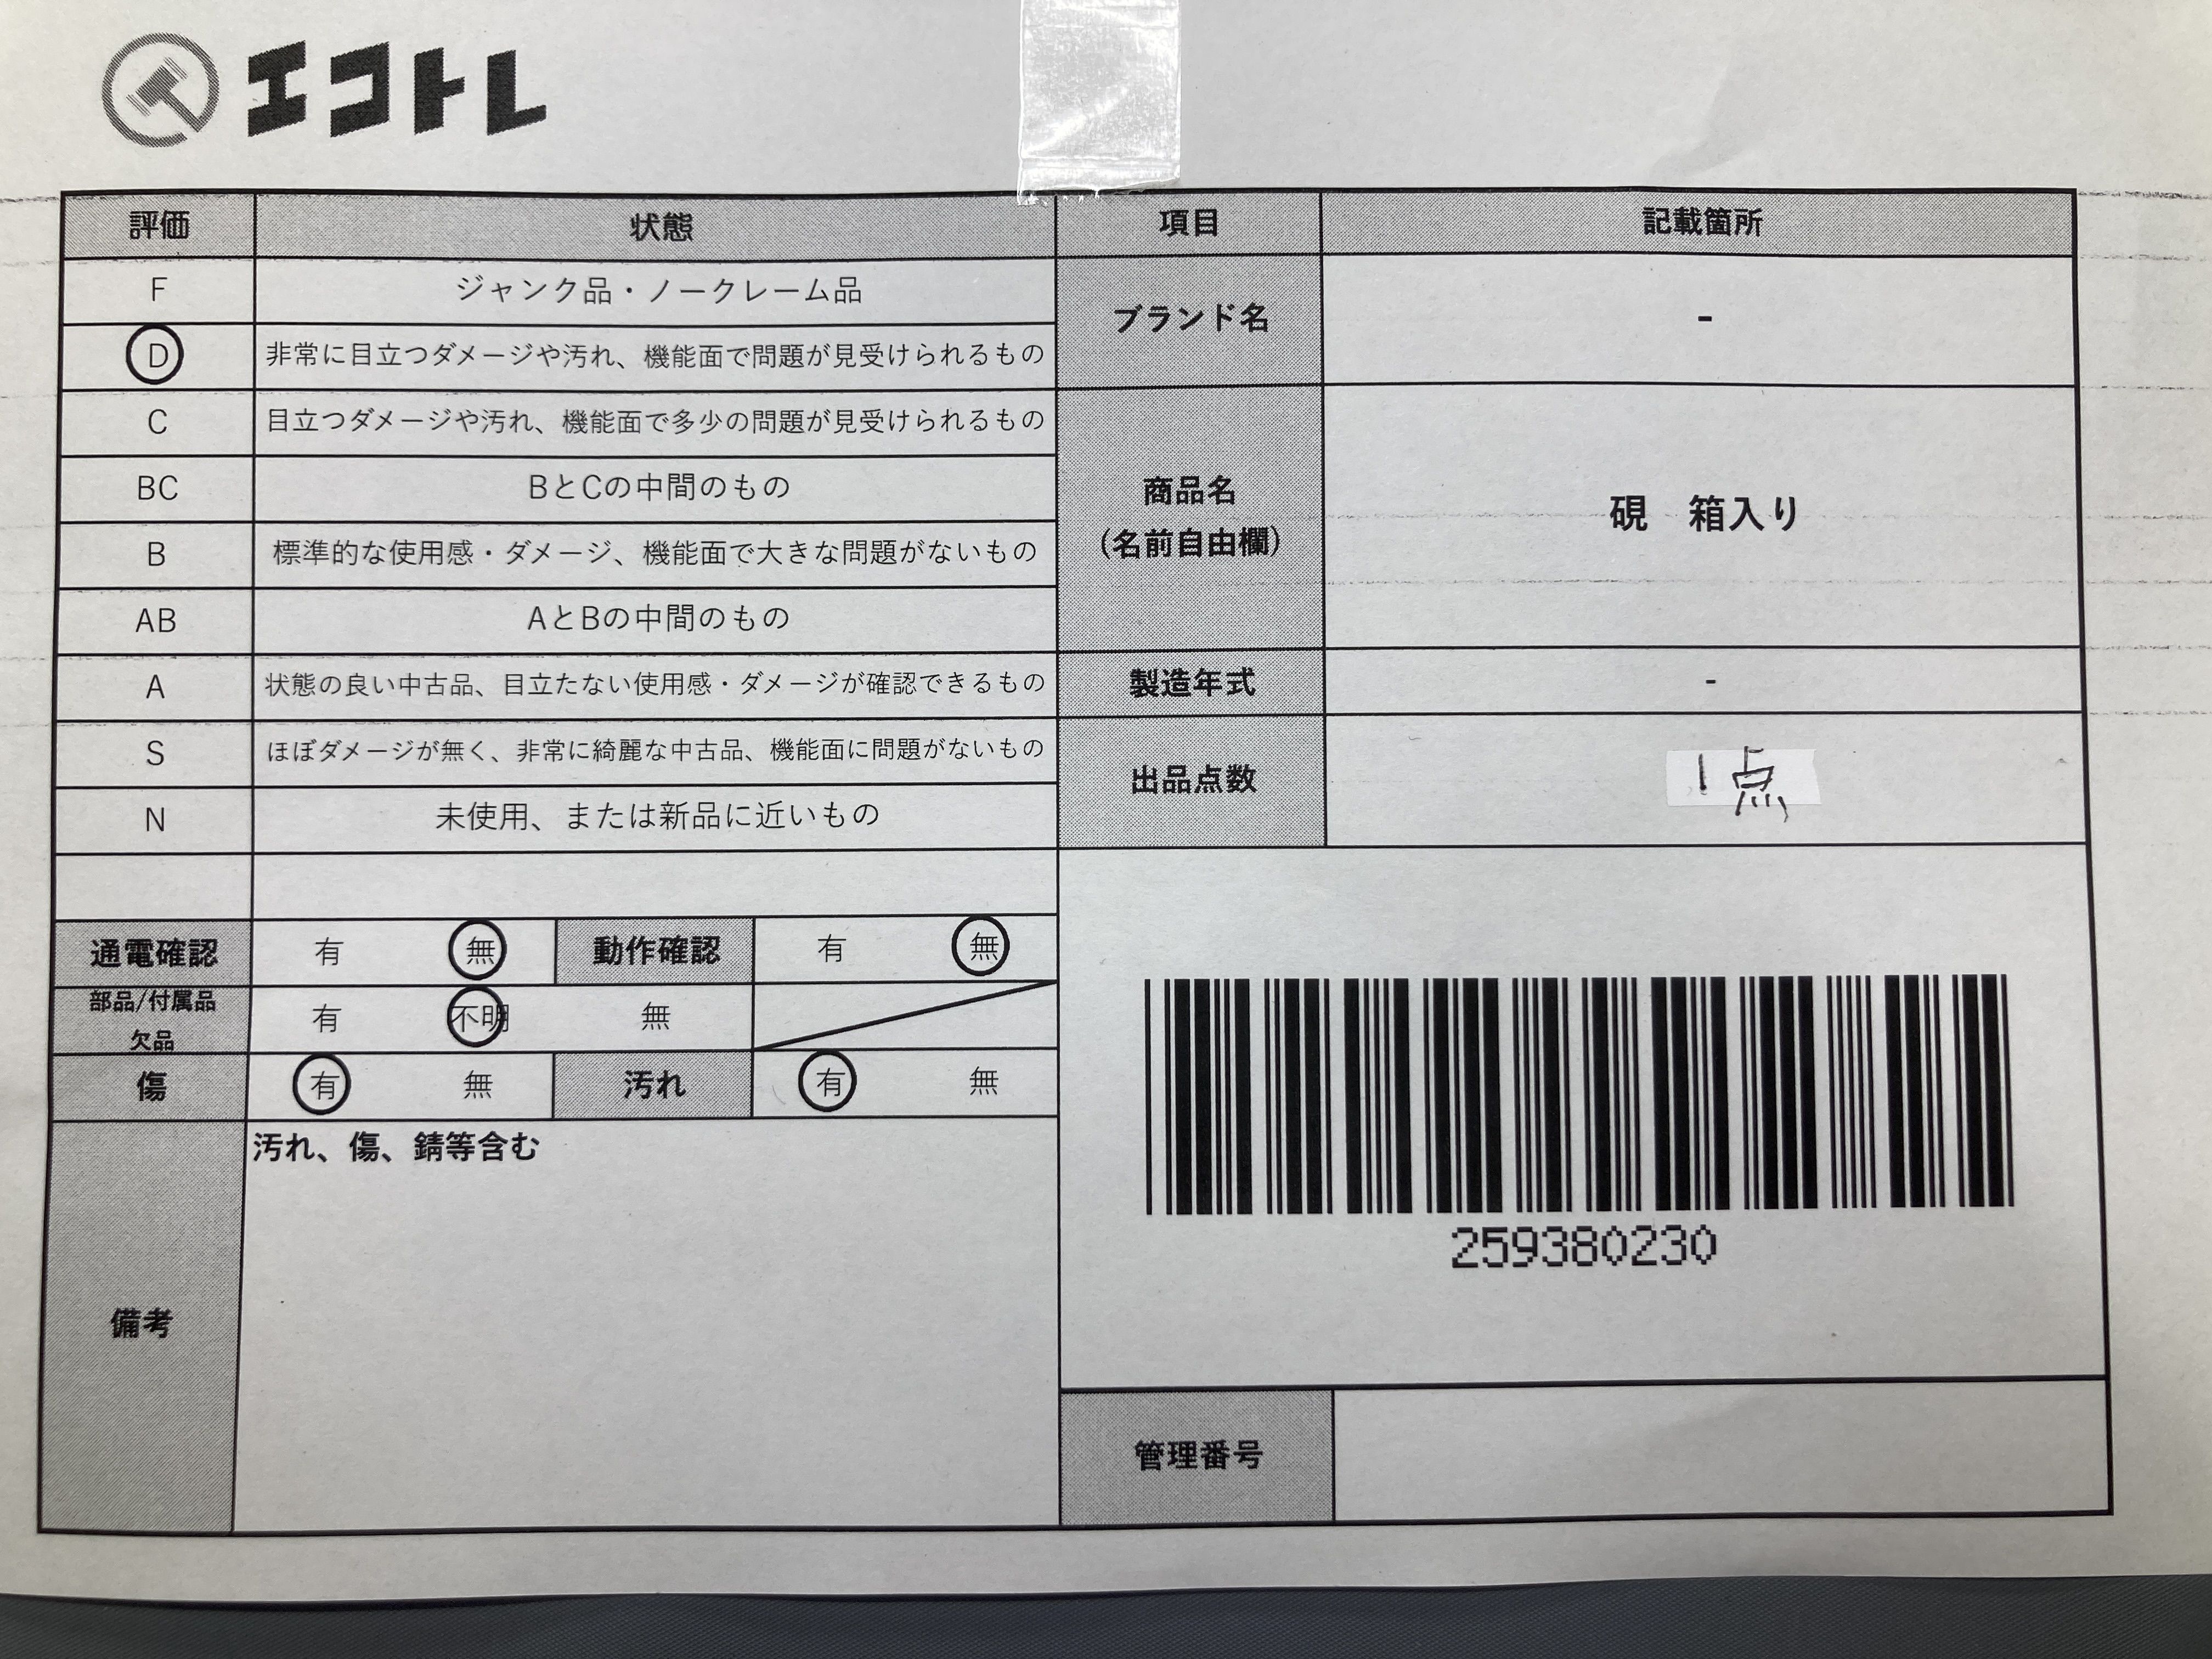 エコトレ
評価 状態 項目 記載箇所
F ジャンク品・ノークレーム品
D 非常に目立つダメージや汚れ、機能面で問題が見受けられるもの
ブランド名 -
C 目立つダメージや汚れ、機能面で多少の問題が見受けられるもの
BC BとCの中間のもの
商品名
(名前自由欄)
硯 箱入り
B 標準的な使用感・ダメージ、機能面で大きな問題がないもの
AB AとBの中間のもの
A 状態の良い中古品、目立たない使用感・ダメージが確認できるもの
製造年式 -
S ほぼダメージが無く、非常に綺麗な中古品、機能面に問題がないもの
出品点数 1点
N 未使用、または新品に近いもの
通電確認 有 無 動作確認 有 無
部品/付属品
欠品
有 不明 無
傷 有 無 汚れ 有 無
備考
汚れ、傷、錆等含む
259380230
管理番号